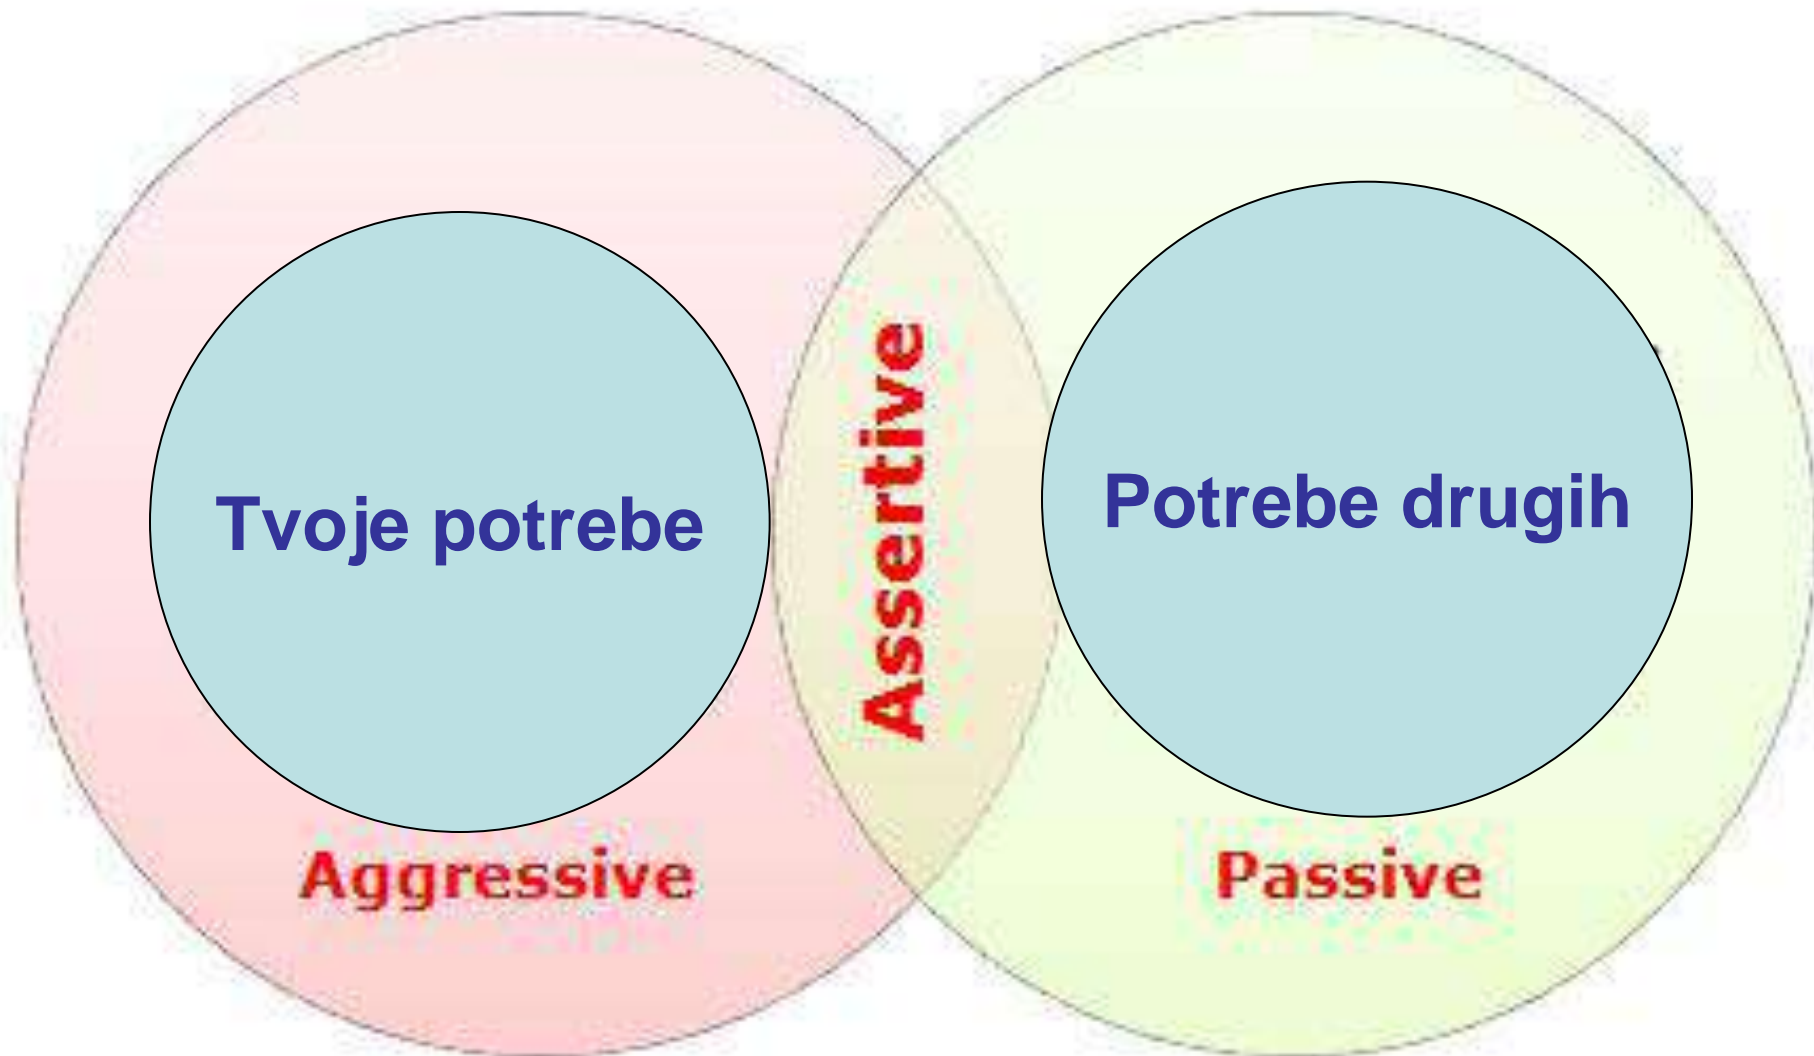 Tvoje potrebe
Assertive
Potrebe drugih
Aggressive
Passive